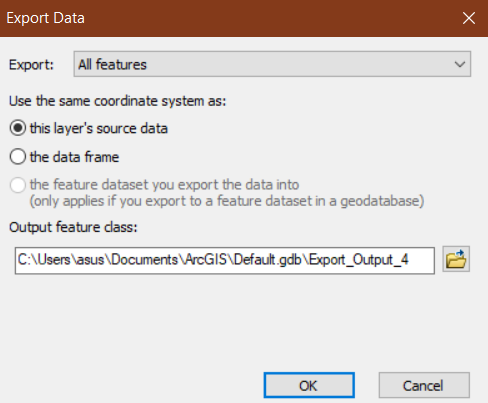 Export Data
Export: All features
Use the same coordinate system as:
this layer's source data
the data frame
the feature dataset you export the data into
(only applies if you export to a feature dataset in a geodatabase)
Output feature class:
C:\Users\asus\Documents\ArcGIS\Default.gdb\Export_Output_4
OK Cancel